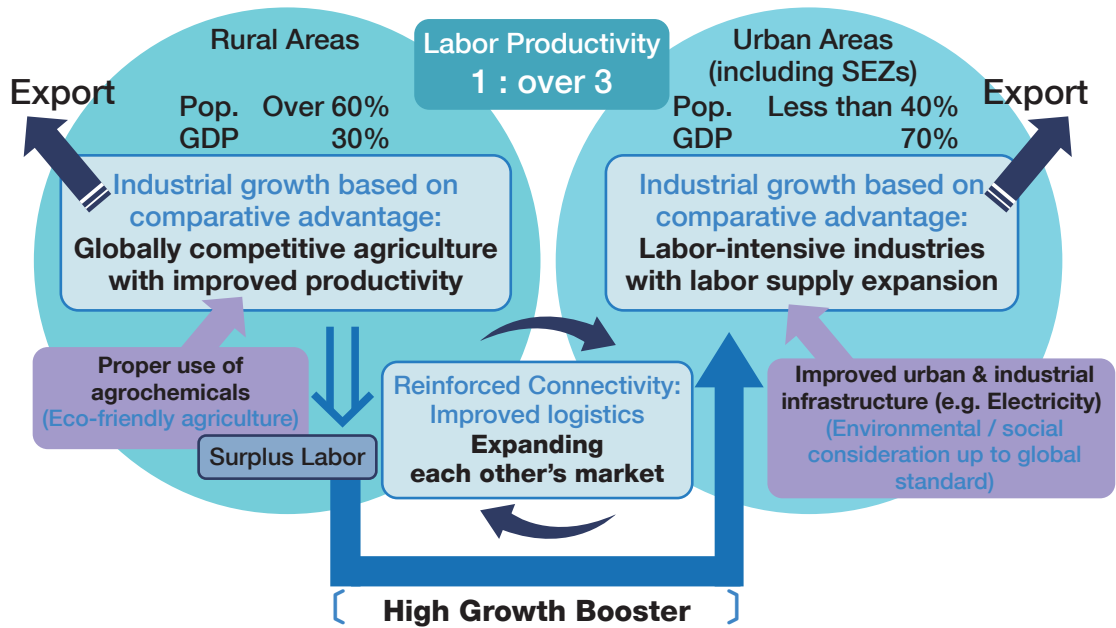 Rural Areas
Pop. Over 60%
GDP 30%
Labor Productivity
1 : over 3
Urban Areas
(including SEZs)
Pop. Less than 40%
GDP 70%
Export
Export
Industrial growth based on
comparative advantage:
Globally competitive agriculture
with improved productivity
Industrial growth based on
comparative advantage:
Labor-intensive industries
with labor supply expansion
Proper use of
agrochemicals
(Eco-friendly agriculture)
Surplus Labor
Reinforced Connectivity:
Improved logistics
Expanding
each other’s market
Improved urban & industrial
infrastructure (e.g. Electricity)
(Environmental / social
consideration up to global
standard)
High Growth Booster